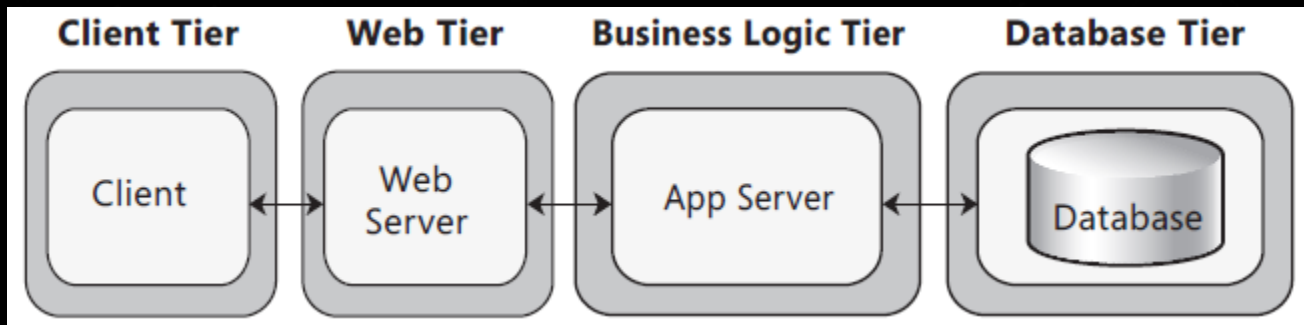 Client Tier
Web Tier
Business Logic Tier
Database Tier
Client
Web
Server
App Server
Database